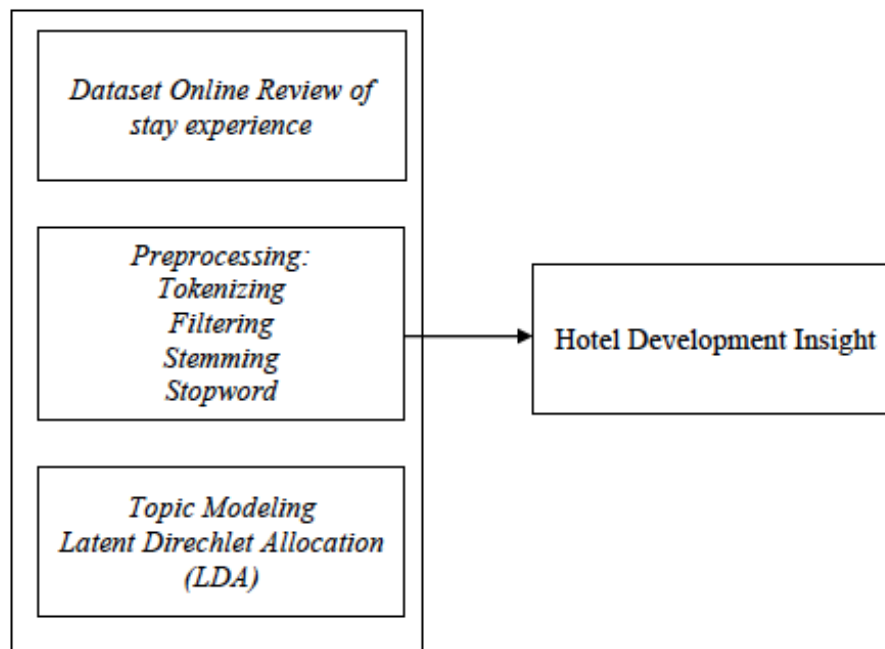 Dataset Online Review of
stay experience
Preprocessing:
Tokenizing
Filtering
Stemming
Stopword
Topic Modeling
Latent Direchlet Allocation
(LDA)
Hotel Development Insight